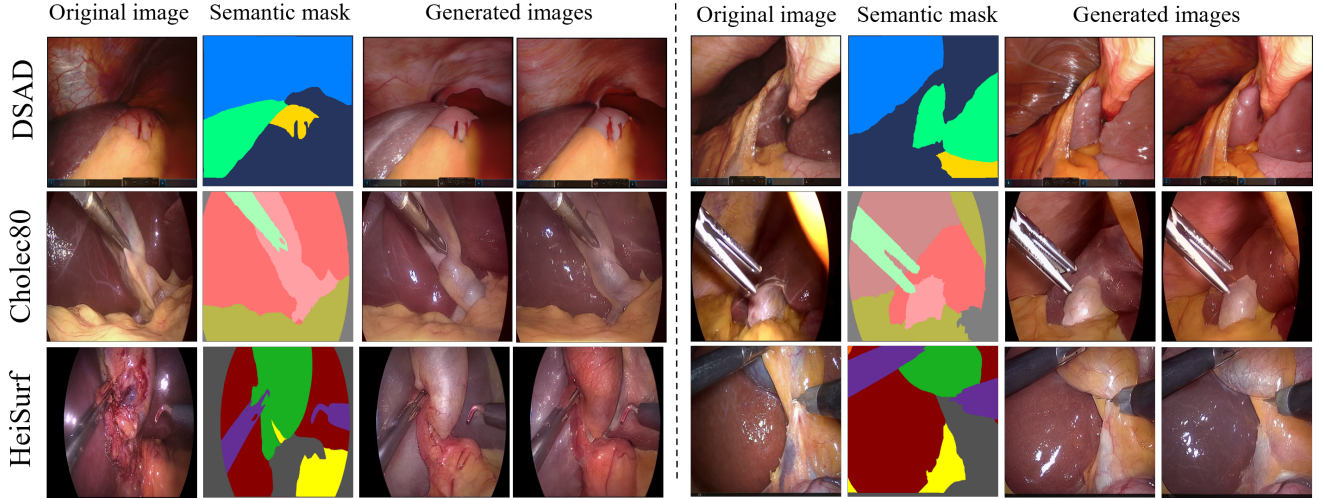 Original image Semantic mask Generated images Original image Semantic mask Generated images
DSAD
Cholec80
HeiSurf